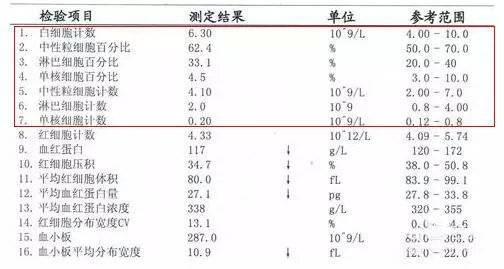 检验项目 测定结果 单位 参考范围
1. 白细胞计数 6.30 10^9/L 4.00 - 10.0
2. 中性粒细胞百分比 62.4 % 50.0 - 70.0
3. 淋巴细胞百分比 33.1 % 20.0 - 40
4. 单核细胞百分比 4.5 % 3.0 - 10.0
5. 中性粒细胞计数 4.10 10^9/L 2.00 - 7.0
6. 淋巴细胞计数 2.0 10^9 0.8 - 4.00
7. 单核细胞计数 0.20 10^9/L 0.12 - 0.8
8. 红细胞计数 4.33 10^12/L 4.09 - 5.74
9. 血红蛋白 117 ↓ g/L 120 - 172
10. 红细胞压积 34.7 ↓ % 38.0 - 50.8
11. 平均红细胞体积 80.0 ↓ fL 83.9 - 99.1
12. 平均血红蛋白量 27.1 ↓ pg 27.8 - 33.8
13. 平均血红蛋白浓度 338 g/L 320 - 355
14. 红细胞分布宽度CV 13.1 % 0.0 - 4.6
15. 血小板 287.0 10^9/L
16. 血小板平均分布宽度 10.9 ↓ fL 12.0 - 22.0